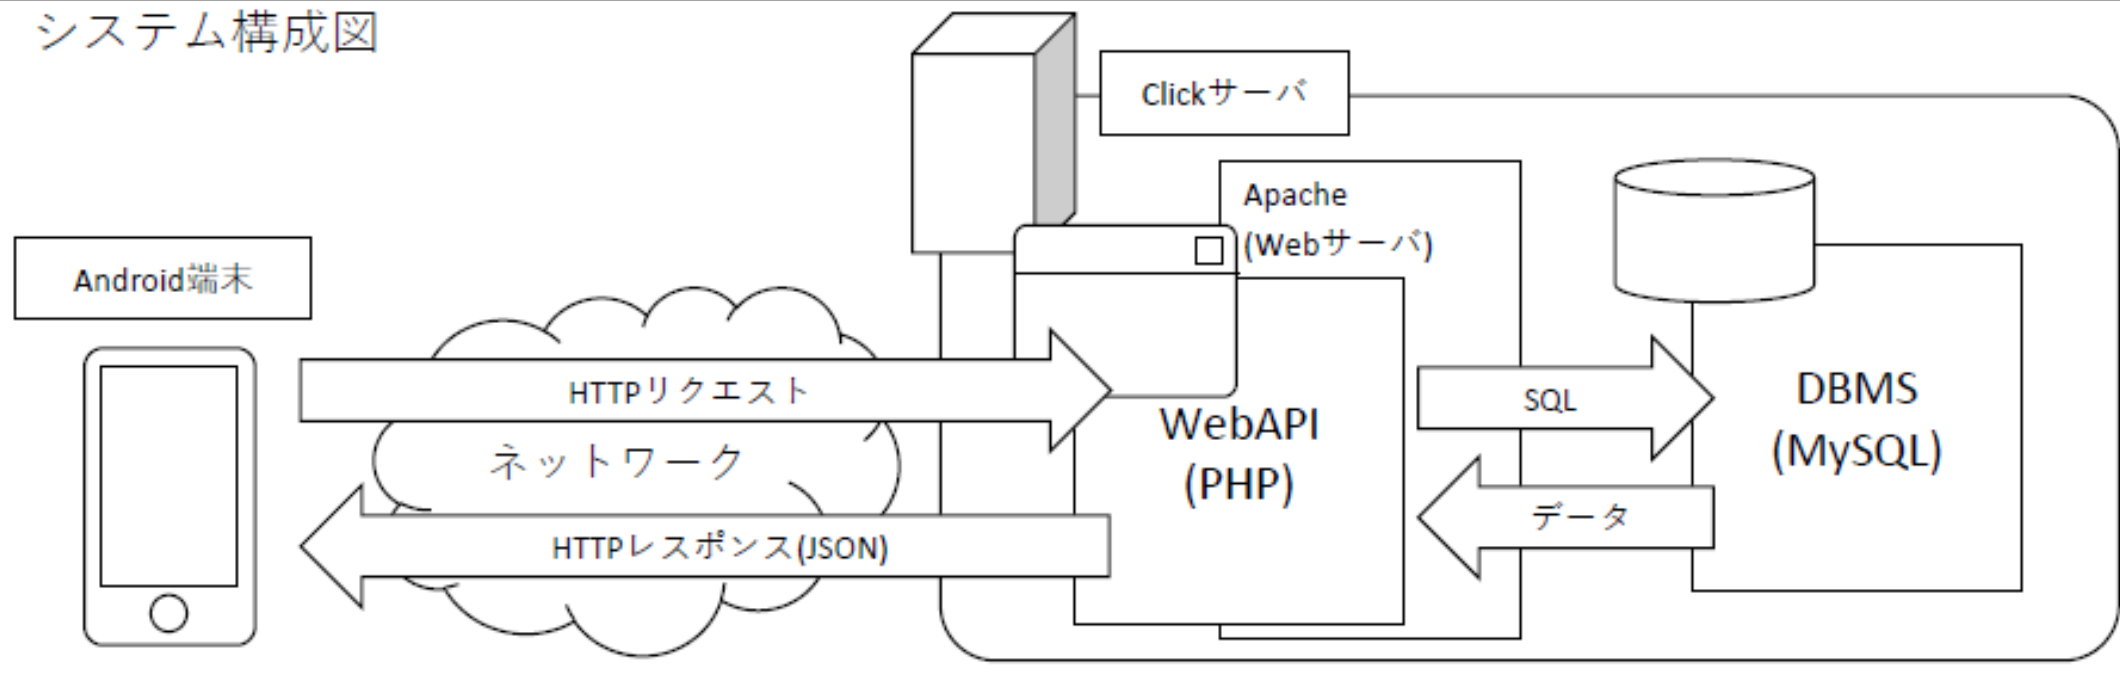 システム構成図
Clickサーバ
Apache
(Webサーバ)
Android端末
HTTPリクエスト
ネットワーク
HTTPレスポンス(JSON)
WebAPI
(PHP)
SQL
データ
DBMS
(MySQL)